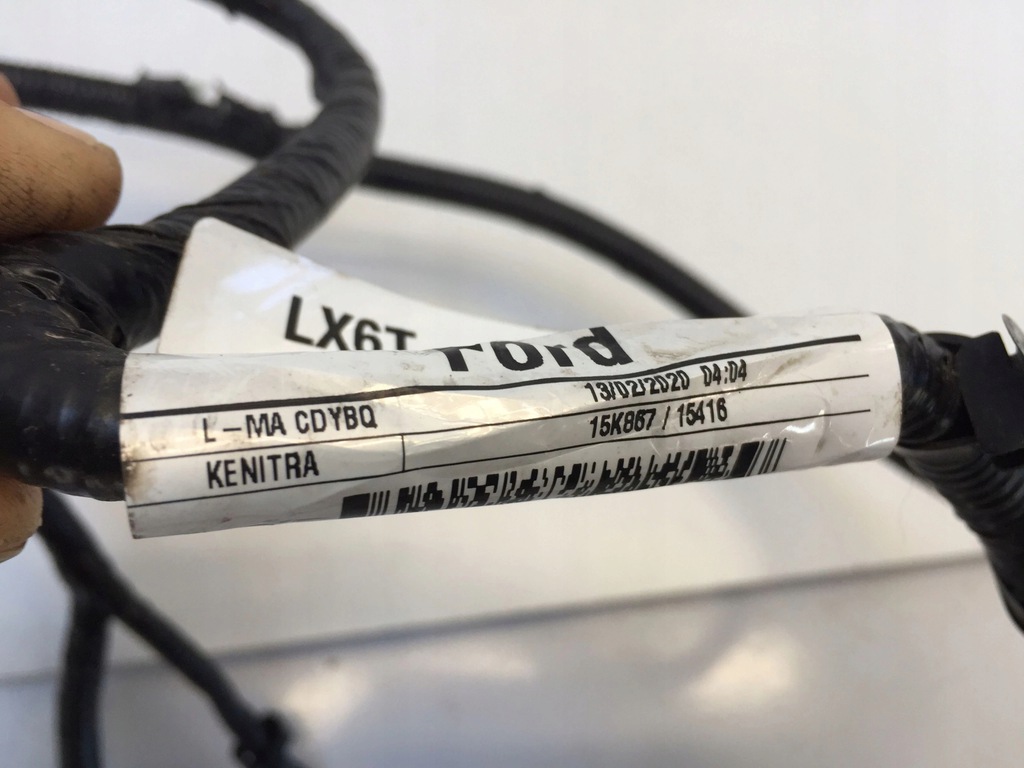 LX6T
Ford
13/02/2020 04:04
L-MA CDYBQ
15K867 / 15416
KENITRA